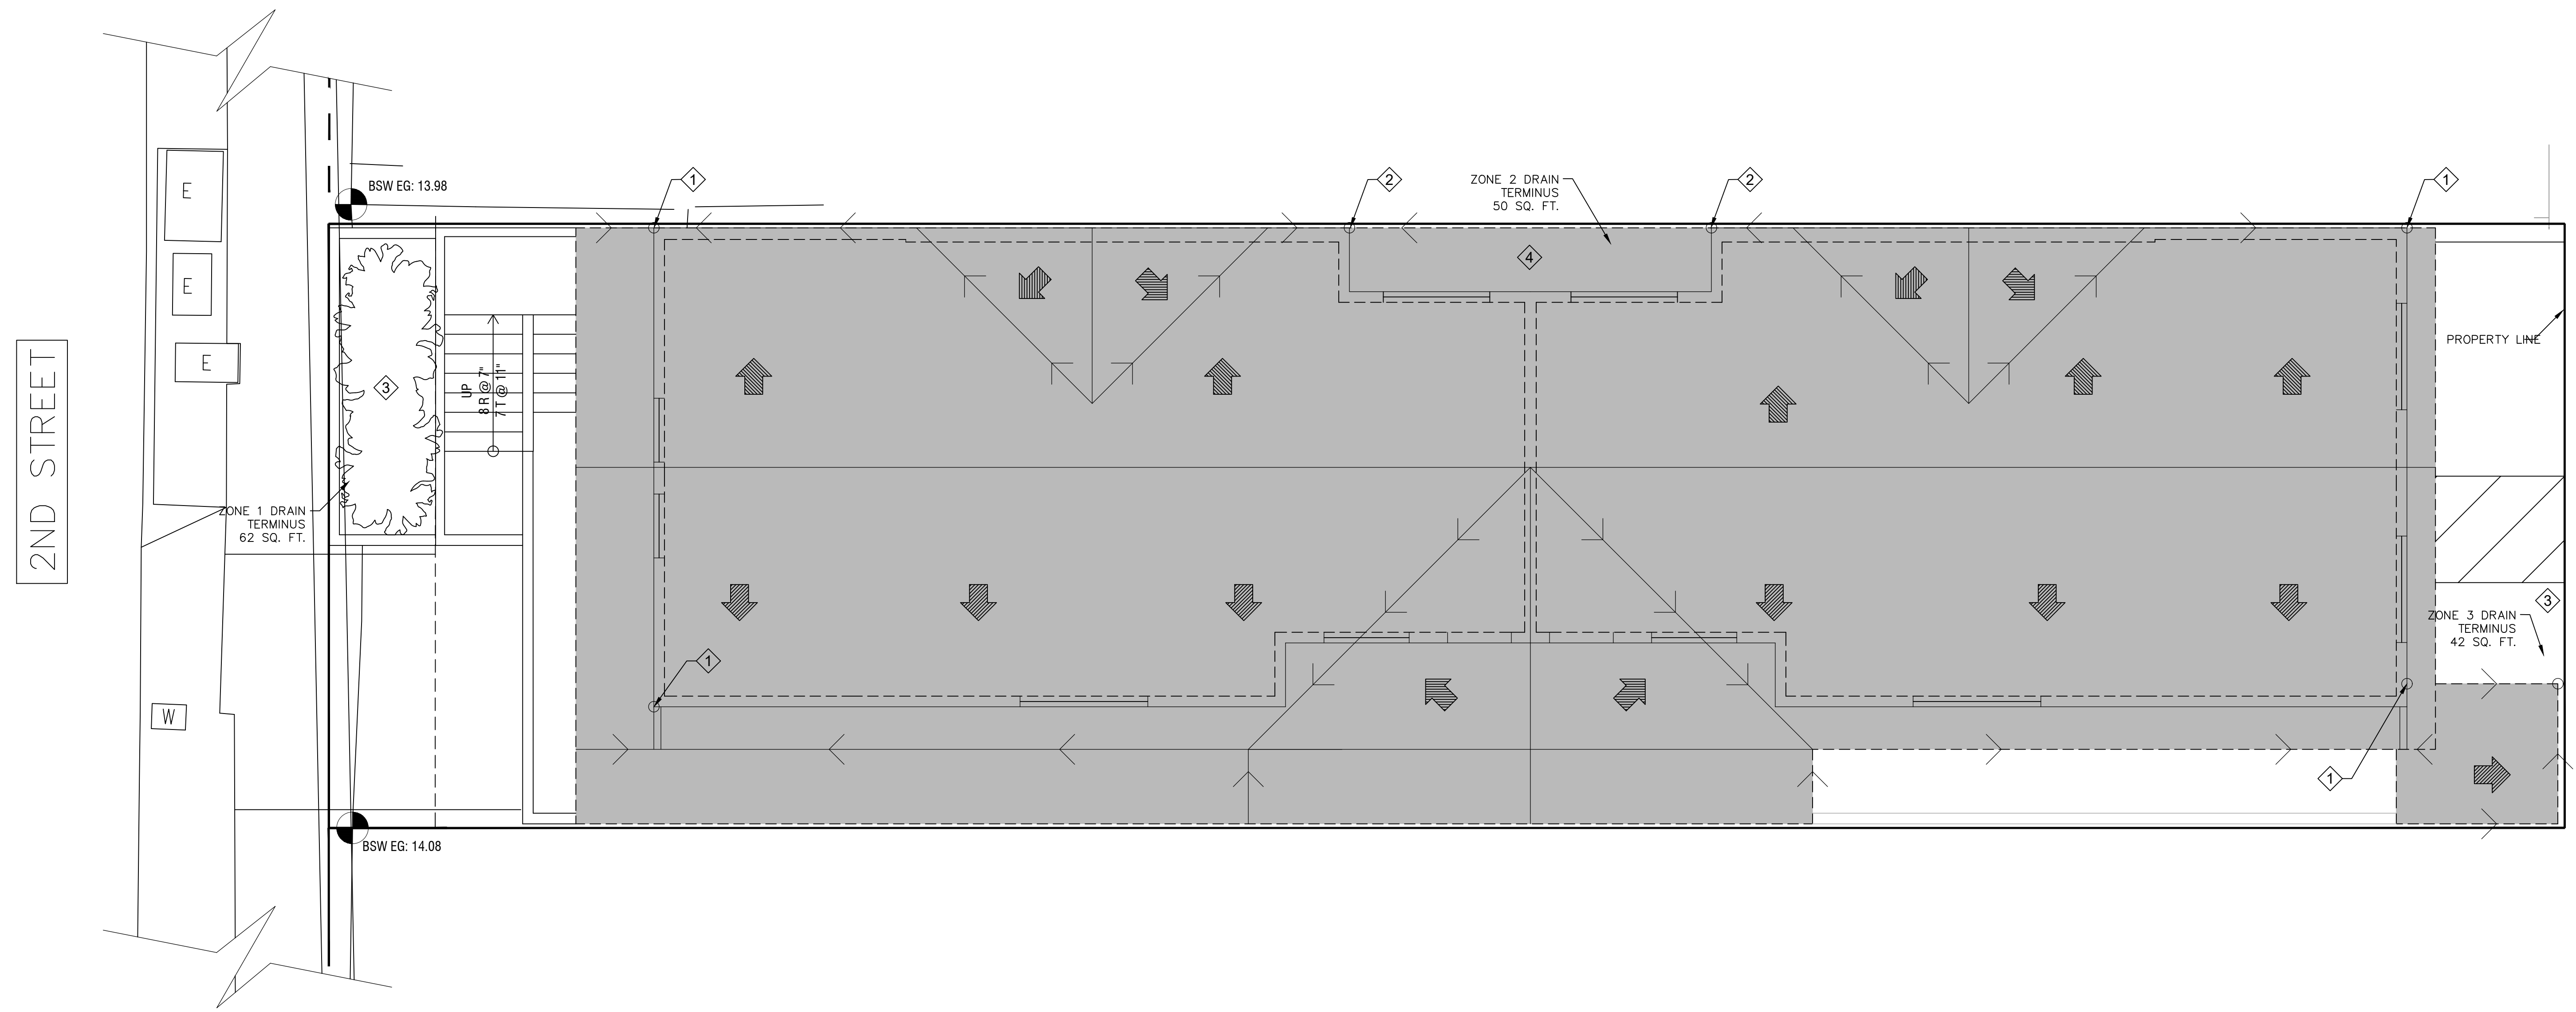 2ND STREET
E
E
E
W
BSW EG: 13.98
BSW EG: 14.08
3
ZONE 1 DRAIN
TERMINUS
62 SQ. FT.
UP
8R@7"
7T@11"
1
2
ZONE 2 DRAIN
TERMINUS
50 SQ. FT.
2
1
4
1
1
PROPERTY LINE
3
ZONE 3 DRAIN
TERMINUS
42 SQ. FT.